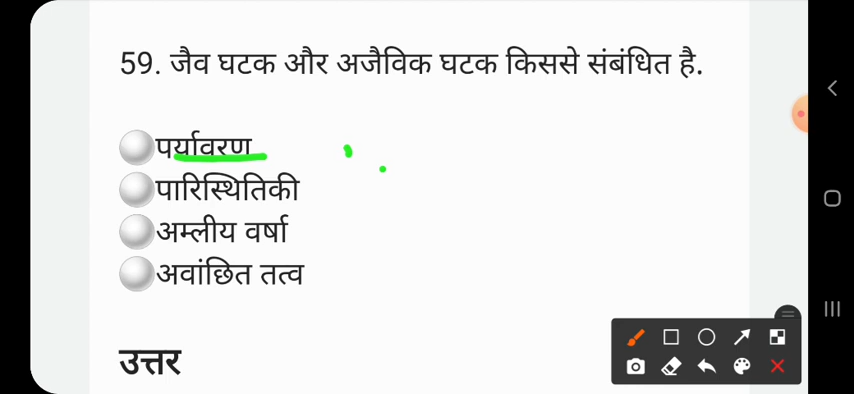 59. जैव घटक और अजैविक घटक किससे संबंधित है.
पर्यावरण
पारिस्थितिकी
अम्लीय वर्षा
अवांछित तत्व
उत्तर